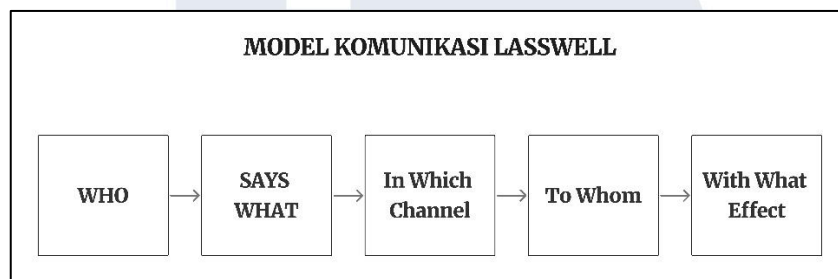 MODEL KOMUNIKASI LASSWELL
WHO
SAYS
WHAT
In Which
Channel
To Whom
With What
Effect